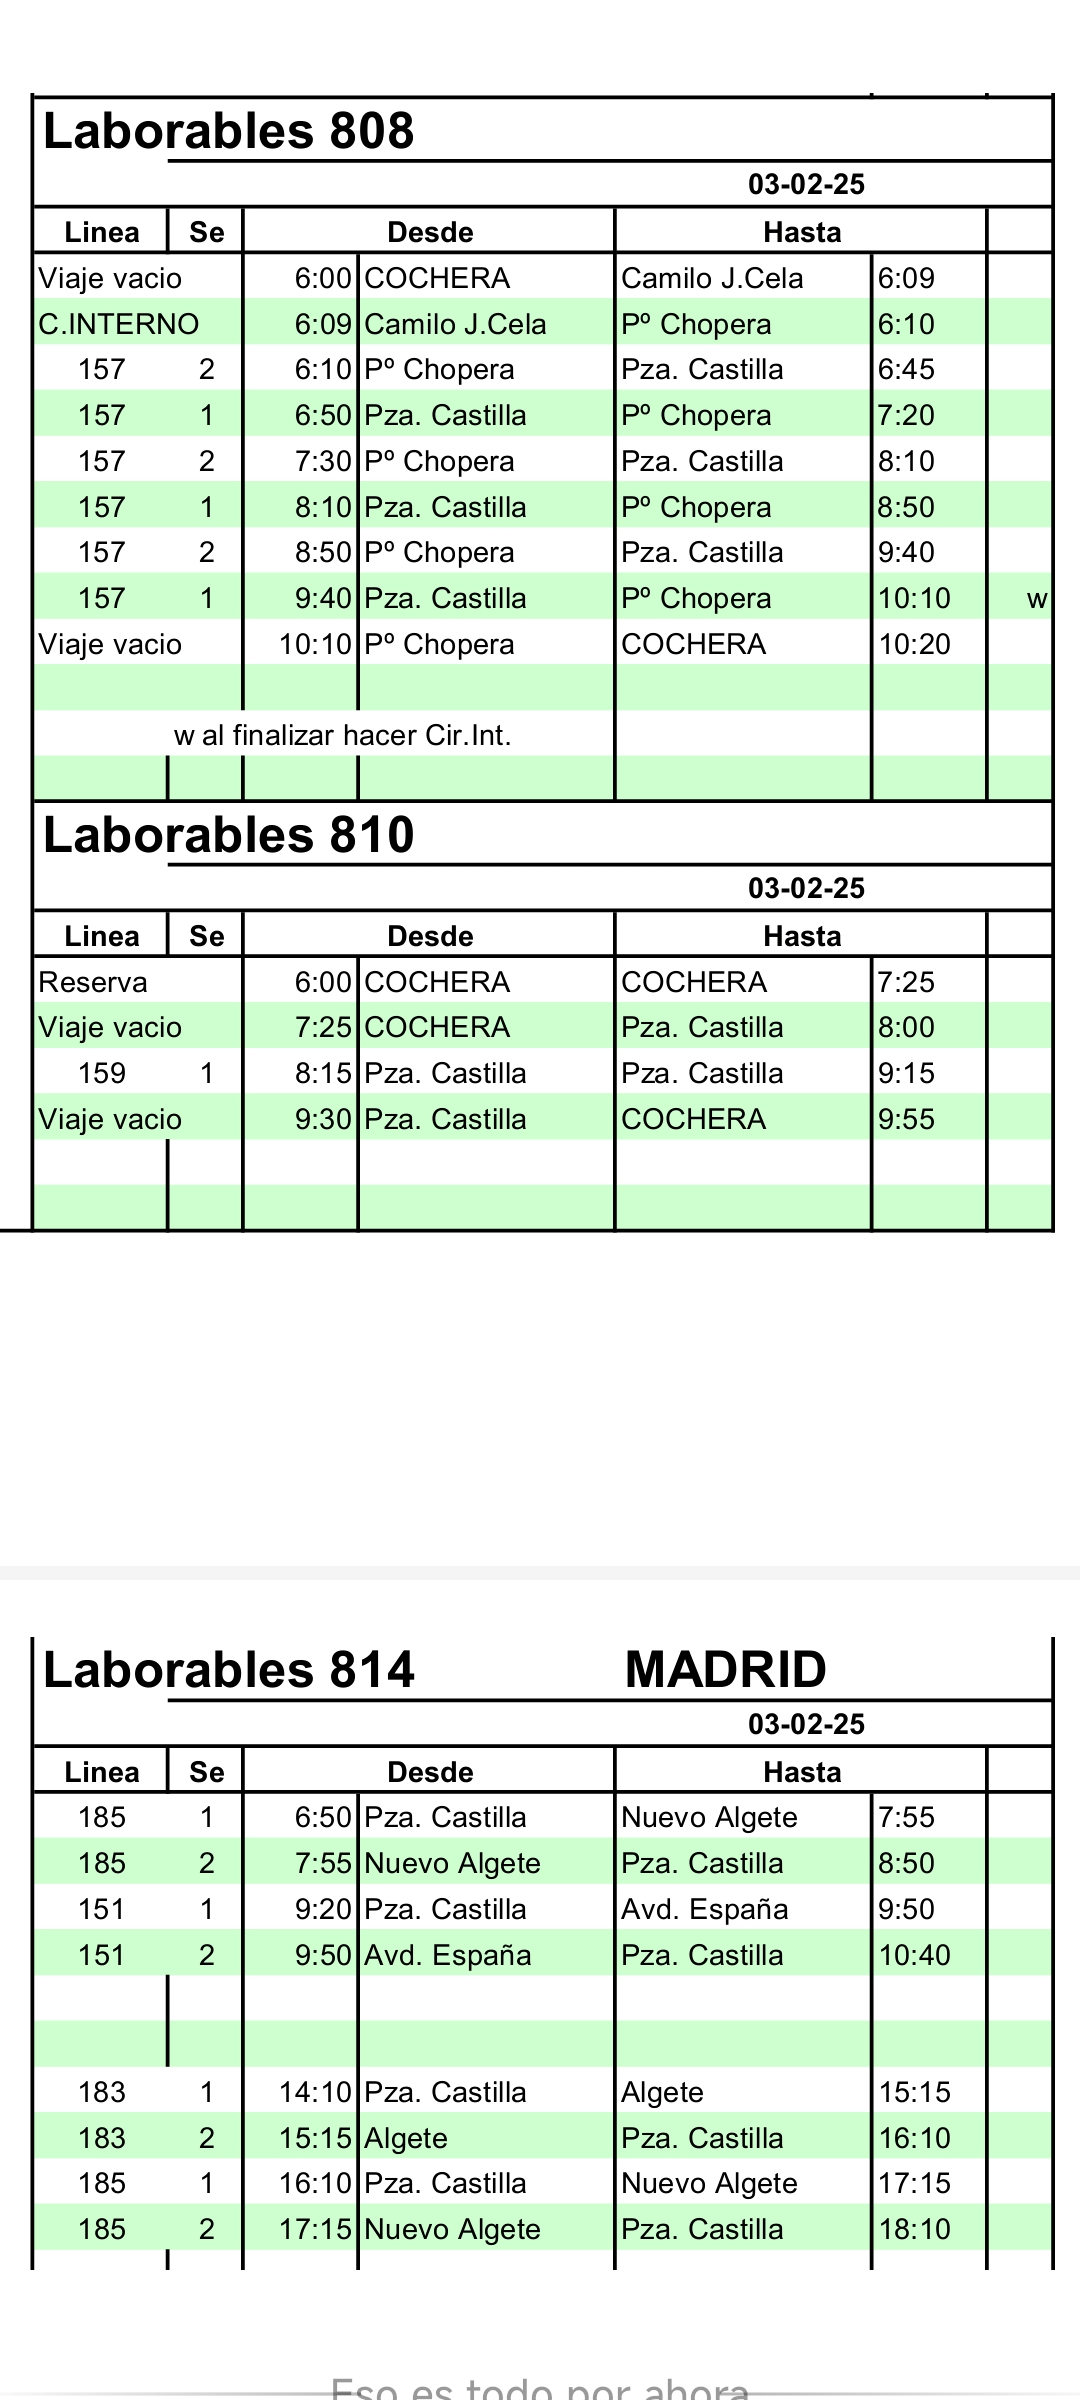 Laborables 808
03-02-25
Linea Se Desde Hasta
Viaje vacio 6:00 COCHERA Camilo J.Cela 6:09
C.INTERNO 6:09 Camilo J.Cela Pº Chopera 6:10
157 2 6:10 Pº Chopera Pza. Castilla 6:45
157 1 6:50 Pza. Castilla Pº Chopera 7:20
157 2 7:30 Pº Chopera Pza. Castilla 8:10
157 1 8:10 Pza. Castilla Pº Chopera 8:50
157 2 8:50 Pº Chopera Pza. Castilla 9:40
157 1 9:40 Pza. Castilla Pº Chopera 10:10 w
Viaje vacio 10:10 Pº Chopera COCHERA 10:20
w al finalizar hacer Cir.Int.
Laborables 810
03-02-25
Linea Se Desde Hasta
Reserva 6:00 COCHERA COCHERA 7:25
Viaje vacio 7:25 COCHERA Pza. Castilla 8:00
159 1 8:15 Pza. Castilla Pza. Castilla 9:15
Viaje vacio 9:30 Pza. Castilla COCHERA 9:55
Laborables 814 MADRID
03-02-25
Linea Se Desde Hasta
185 1 6:50 Pza. Castilla Nuevo Algete 7:55
185 2 7:55 Nuevo Algete Pza. Castilla 8:50
151 1 9:20 Pza. Castilla Avd. España 9:50
151 2 9:50 Avd. España Pza. Castilla 10:40
183 1 14:10 Pza. Castilla Algete 15:15
183 2 15:15 Algete Pza. Castilla 16:10
185 1 16:10 Pza. Castilla Nuevo Algete 17:15
185 2 17:15 Nuevo Algete Pza. Castilla 18:10
Eso es todo por ahora